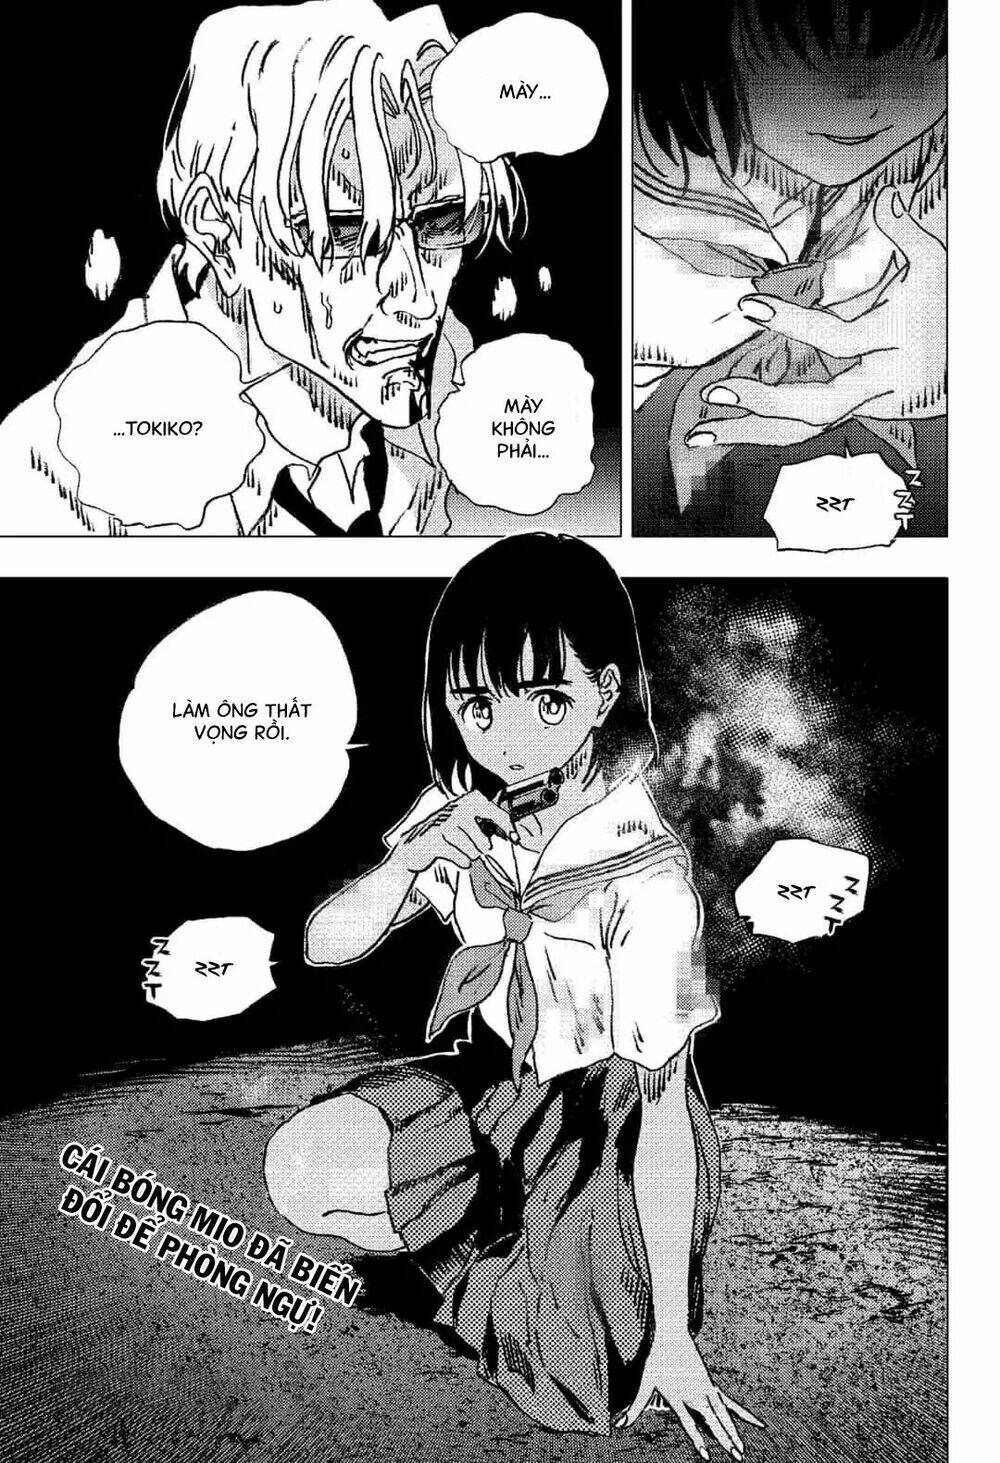 ZZT
ZZT
MÀY...
MÀY
KHÔNG
PHẢI...
...TOKIKO?
LÀM ÔNG THẤT
VỌNG RỒI.
ZZT
ZZT
ZZT
ZZT
CÁI BÓNG MIO ĐÃ BIẾN
ĐỔI ĐỂ PHÒNG NGỰ!